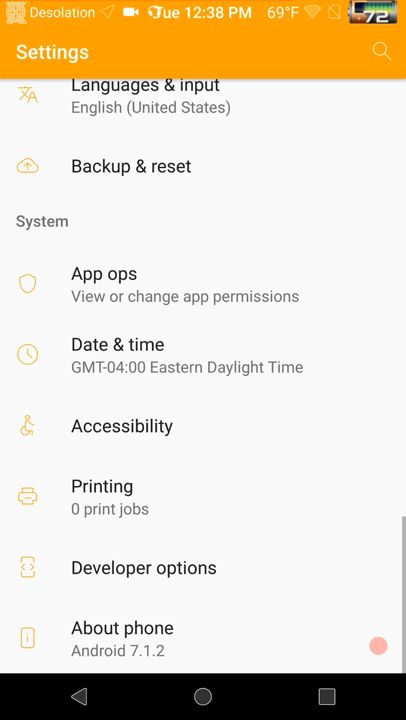 Desolation Tue 12:38 PM 69°F 72
Settings
Languages & input
English (United States)
Backup & reset
System
App ops
View or change app permissions
Date & time
GMT-04:00 Eastern Daylight Time
Accessibility
Printing
0 print jobs
Developer options
About phone
Android 7.1.2